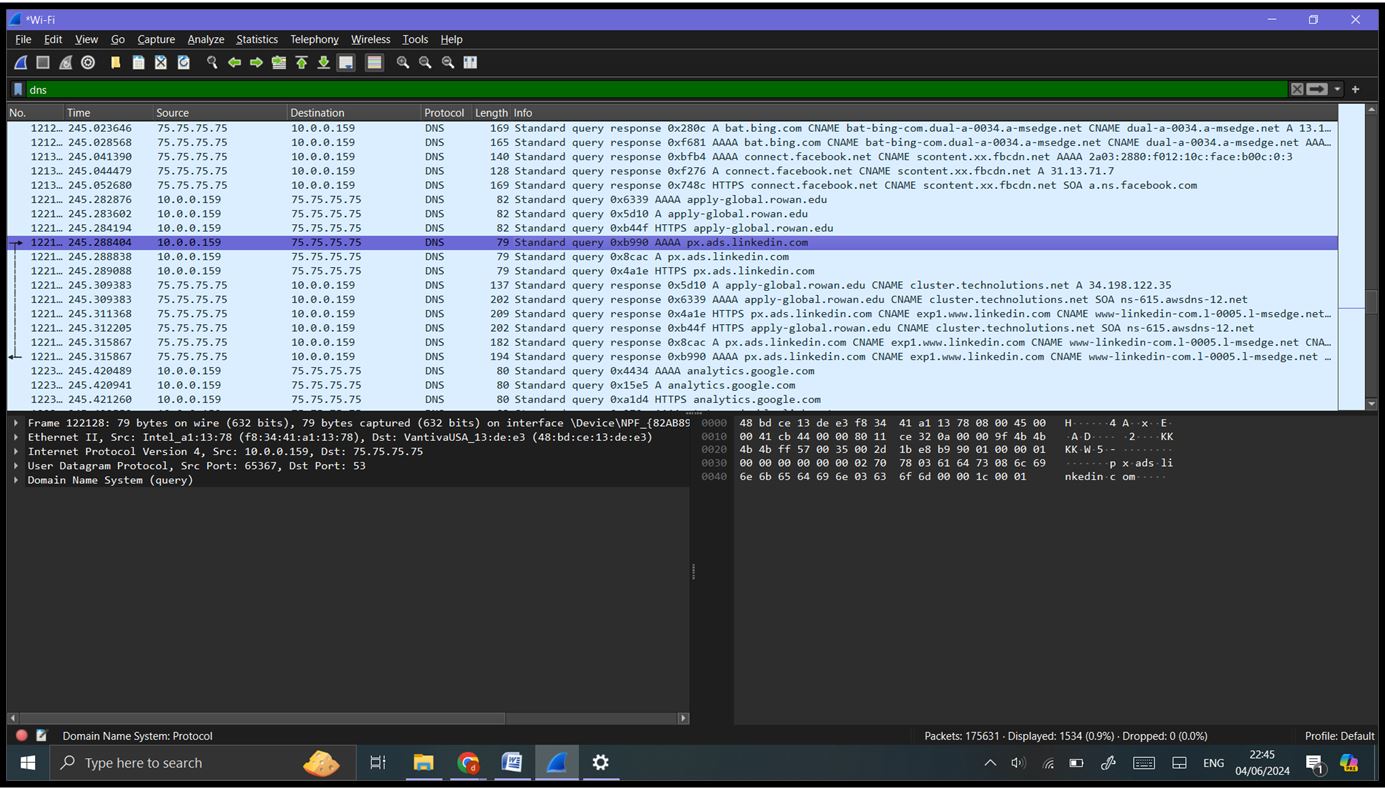 *Wi-Fi
File Edit View Go Capture Analyze Statistics Telephony Wireless Tools Help
dns
No. Time Source Destination Protocol Length Info
1212… 245.023646 75.75.75.75 10.0.0.159 DNS 169 Standard query response 0x280c A bat.bing.com CNAME bat-bing-com.dual-a-0034.a-msedge.net CNAME dual-a-0034.a-msedge.net A 13.1…
1212… 245.028568 75.75.75.75 10.0.0.159 DNS 165 Standard query response 0xf681 AAAA bat.bing.com CNAME bat-bing-com.dual-a-0034.a-msedge.net CNAME dual-a-0034.a-msedge.net AAA…
1213… 245.041390 75.75.75.75 10.0.0.159 DNS 140 Standard query response 0xbfb4 AAAA connect.facebook.net CNAME scontent.xx.fbcdn.net AAAA 2a03:2880:f012:10c:face:b00c:0:3
1213… 245.044479 75.75.75.75 10.0.0.159 DNS 128 Standard query response 0xf276 A connect.facebook.net CNAME scontent.xx.fbcdn.net A 31.13.71.7
1213… 245.052680 75.75.75.75 10.0.0.159 DNS 169 Standard query response 0x748c HTTPS connect.facebook.net CNAME scontent.xx.fbcdn.net SOA a.ns.facebook.com
1221… 245.282876 10.0.0.159 75.75.75.75 DNS 82 Standard query 0x6339 AAAA apply-global.rowan.edu
1221… 245.283602 10.0.0.159 75.75.75.75 DNS 82 Standard query 0x5d10 A apply-global.rowan.edu
1221… 245.284194 10.0.0.159 75.75.75.75 DNS 82 Standard query 0xb44f HTTPS apply-global.rowan.edu
1221… 245.288404 10.0.0.159 75.75.75.75 DNS 79 Standard query 0xb990 AAAA px.ads.linkedin.com
1221… 245.288838 10.0.0.159 75.75.75.75 DNS 79 Standard query 0x8cac A px.ads.linkedin.com
1221… 245.289088 10.0.0.159 75.75.75.75 DNS 79 Standard query 0x4a1e HTTPS px.ads.linkedin.com
1221… 245.309383 75.75.75.75 10.0.0.159 DNS 137 Standard query response 0x5d10 A apply-global.rowan.edu CNAME cluster.technolutions.net A 34.198.122.35
1221… 245.309383 75.75.75.75 10.0.0.159 DNS 202 Standard query response 0x6339 AAAA apply-global.rowan.edu CNAME cluster.technolutions.net SOA ns-615.awsdns-12.net
1221… 245.311368 75.75.75.75 10.0.0.159 DNS 209 Standard query response 0x4a1e HTTPS px.ads.linkedin.com CNAME exp1.www.linkedin.com CNAME www-linkedin-com.l-0005.l-msedge.net…
1221… 245.312205 75.75.75.75 10.0.0.159 DNS 202 Standard query response 0xb44f HTTPS apply-global.rowan.edu CNAME cluster.technolutions.net SOA ns-615.awsdns-12.net
1221… 245.315867 75.75.75.75 10.0.0.159 DNS 182 Standard query response 0x8cac A px.ads.linkedin.com CNAME exp1.www.linkedin.com CNAME www-linkedin-com.l-0005.l-msedge.net CNA…
1221… 245.315867 75.75.75.75 10.0.0.159 DNS 194 Standard query response 0xb990 AAAA px.ads.linkedin.com CNAME exp1.www.linkedin.com CNAME www-linkedin-com.l-0005.l-msedge.net …
1223… 245.420489 10.0.0.159 75.75.75.75 DNS 80 Standard query 0x4434 AAAA analytics.google.com
1223… 245.420941 10.0.0.159 75.75.75.75 DNS 80 Standard query 0x15e5 A analytics.google.com
1223… 245.421260 10.0.0.159 75.75.75.75 DNS 80 Standard query 0xa1d4 HTTPS analytics.google.com
Frame 122128: 79 bytes on wire (632 bits), 79 bytes captured (632 bits) on interface \Device\NPF_{82AB89
Ethernet II, Src: Intel_a1:13:78 (f8:34:41:a1:13:78), Dst: VantivaUSA_13:de:e3 (48:bd:ce:13:de:e3)
Internet Protocol Version 4, Src: 10.0.0.159, Dst: 75.75.75.75
User Datagram Protocol, Src Port: 65367, Dst Port: 53
Domain Name System (query)
0000 48 bd ce 13 de e3 f8 34 41 a1 13 78 08 00 45 00 H······4 A··x··E·
0010 00 41 cb 44 00 00 80 11 ce 32 0a 00 00 9f 4b 4b ·A·D···· ·2····KK
0020 4b 4b ff 57 00 35 00 2d 1b e8 b9 90 01 00 00 01 KK·W·5·- ········
0030 00 00 00 00 00 00 02 70 78 03 61 64 73 08 6c 69 ·······p x·ads·li
0040 6e 6b 65 64 69 6e 03 63 6f 6d 00 00 1c 00 01 nkedin·c om·····
Domain Name System: Protocol
Packets: 175631 · Displayed: 1534 (0.9%) · Dropped: 0 (0.0%)
Profile: Default
Type here to search
ENG
22:45
04/06/2024
1
PRE